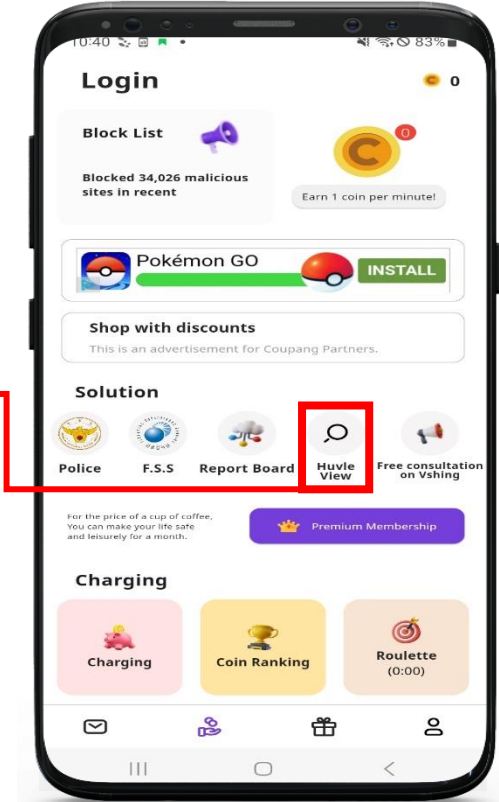 10:40
83%
Login
0
Block List
0
Blocked 34,026 malicious
sites in recent
Earn 1 coin per minute!
Pokémon GO
INSTALL
Shop with discounts
This is an advertisement for Coupang Partners.
Solution
Police
F.S.S
Report Board
Huvle
View
Free consultation
on Vshing
For the price of a cup of coffee,
You can make your life safe
and leisurely for a month.
Premium Membership
Charging
Charging
Coin Ranking
Roulette
(0:00)